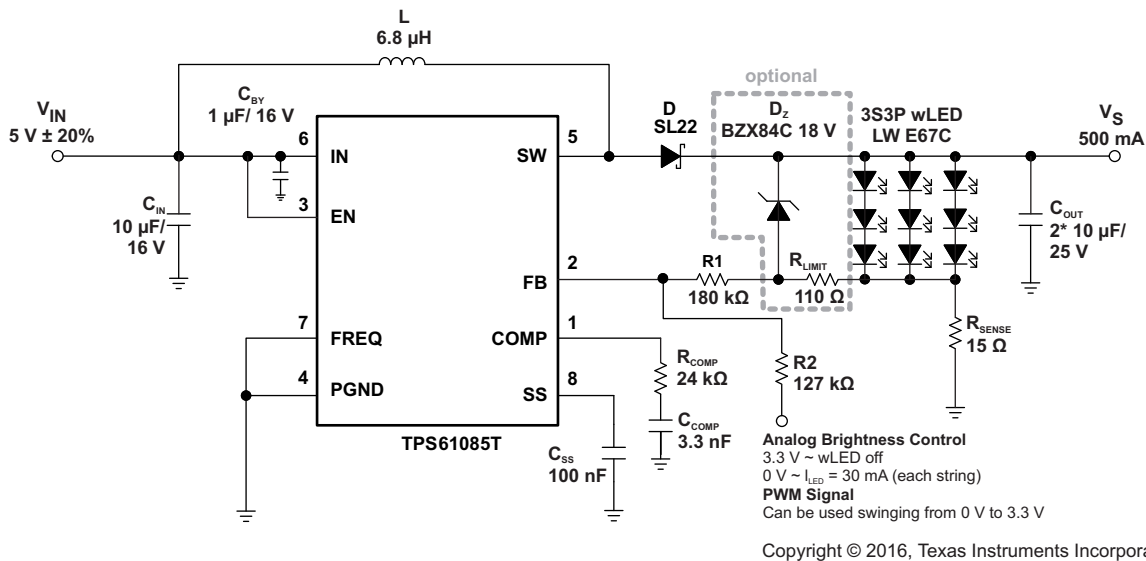 L
6.8 µH
optional
V_IN
5 V ± 20%
C_BY
1 µF/ 16 V
D
SL22
D_Z
BZX84C 18 V
3S3P wLED
LW E67C
V_S
500 mA
6
IN
SW
5
3
EN
C_IN
10 µF/
16 V
C_OUT
2* 10 µF/
25 V
2
FB
R1
180 kΩ
R_LIMIT
110 Ω
7
FREQ
COMP
1
R_SENSE
15 Ω
R_COMP
24 kΩ
R2
127 kΩ
4
PGND
SS
8
TPS61085T
C_COMP
3.3 nF
C_SS
100 nF
Analog Brightness Control
3.3 V ~ wLED off
0 V ~ I_LED = 30 mA (each string)
PWM Signal
Can be used swinging from 0 V to 3.3 V
Copyright © 2016, Texas Instruments Incorpora